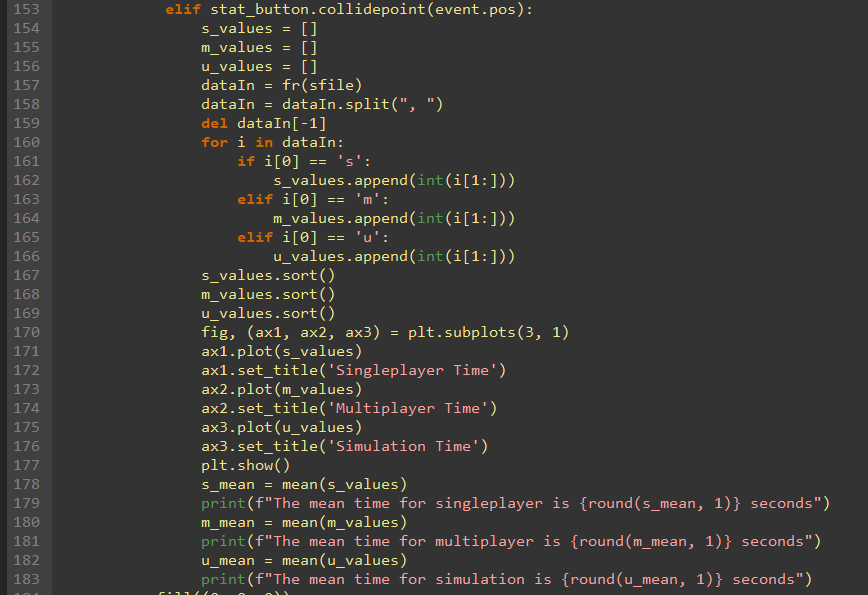 153 elif stat_button.collidepoint(event.pos):
154 s_values = []
155 m_values = []
156 u_values = []
157 dataIn = fr(sfile)
158 dataIn = dataIn.split(", ")
159 del dataIn[-1]
160 for i in dataIn:
161 if i[0] == 's':
162 s_values.append(int(i[1:]))
163 elif i[0] == 'm':
164 m_values.append(int(i[1:]))
165 elif i[0] == 'u':
166 u_values.append(int(i[1:]))
167 s_values.sort()
168 m_values.sort()
169 u_values.sort()
170 fig, (ax1, ax2, ax3) = plt.subplots(3, 1)
171 ax1.plot(s_values)
172 ax1.set_title('Singleplayer Time')
173 ax2.plot(m_values)
174 ax2.set_title('Multiplayer Time')
175 ax3.plot(u_values)
176 ax3.set_title('Simulation Time')
177 plt.show()
178 s_mean = mean(s_values)
179 print(f"The mean time for singleplayer is {round(s_mean, 1)} seconds")
180 m_mean = mean(m_values)
181 print(f"The mean time for multiplayer is {round(m_mean, 1)} seconds")
182 u_mean = mean(u_values)
183 print(f"The mean time for simulation is {round(u_mean, 1)} seconds")